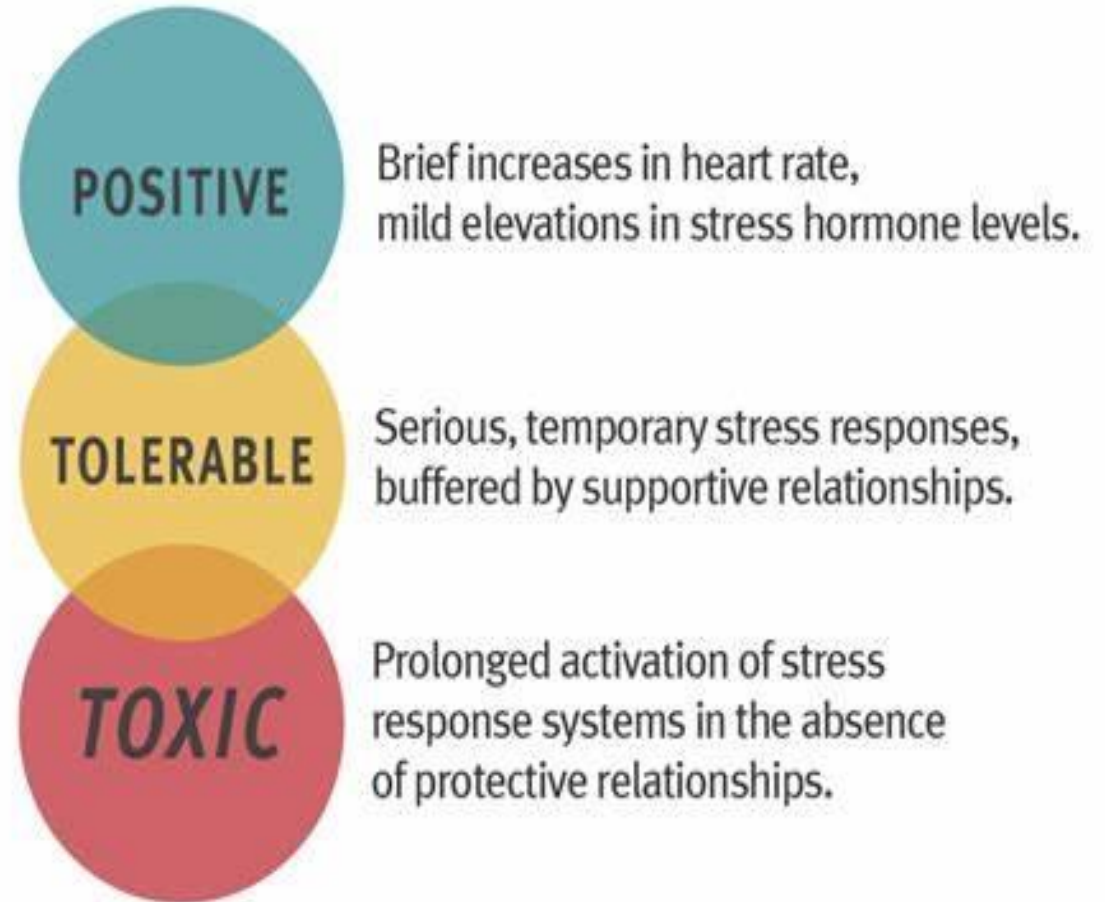 POSITIVE
Brief increases in heart rate,
mild elevations in stress hormone levels.
TOLERABLE
Serious, temporary stress responses,
buffered by supportive relationships.
TOXIC
Prolonged activation of stress
response systems in the absence
of protective relationships.